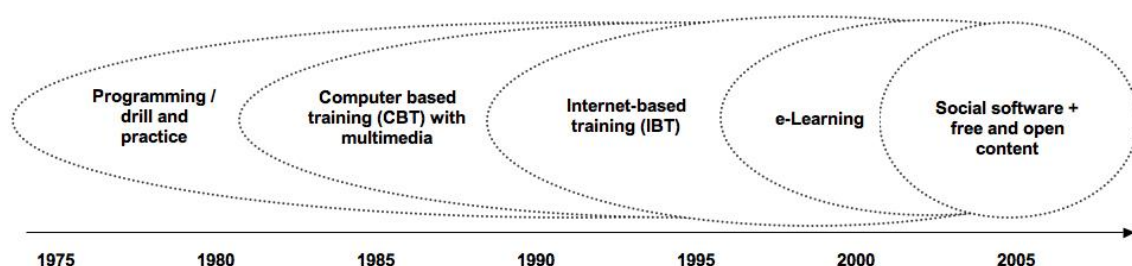 Programming /
drill and
practice
Computer based
training (CBT) with
multimedia
Internet-based
training (IBT)
e-Learning
Social software +
free and open
content
1975 1980 1985 1990 1995 2000 2005